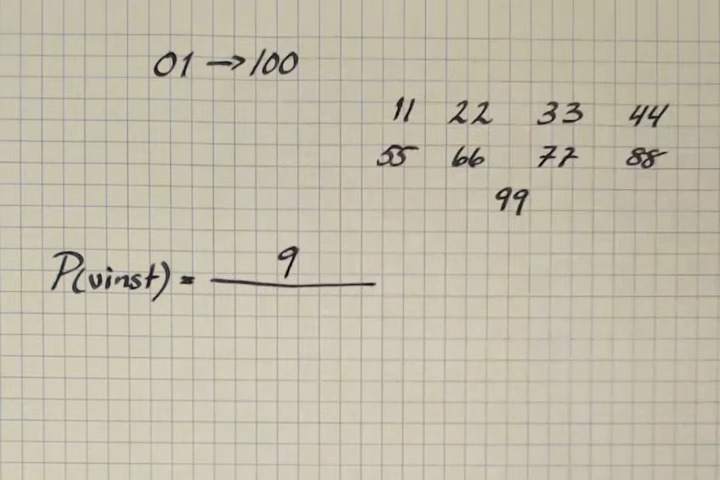 01 → 100
11 22 33 44
55 66 77 88
99
P(vinst) = 9